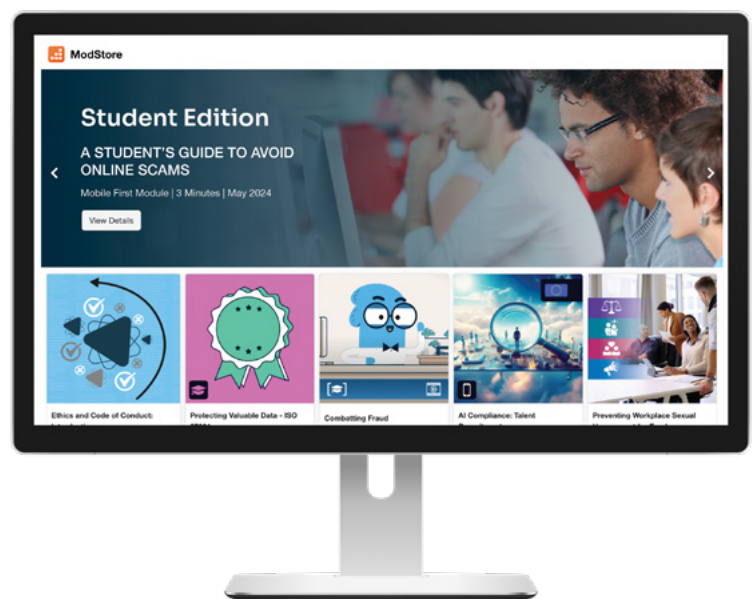 ModStore
Student Edition
A STUDENT'S GUIDE TO AVOID
ONLINE SCAMS
Mobile First Module | 3 Minutes | May 2024
View Details
Ethics and Code of Conduct:
Protecting Valuable Data - ISO
Combatting Fraud
AI Compliance: Talent
Preventing Workplace Sexual